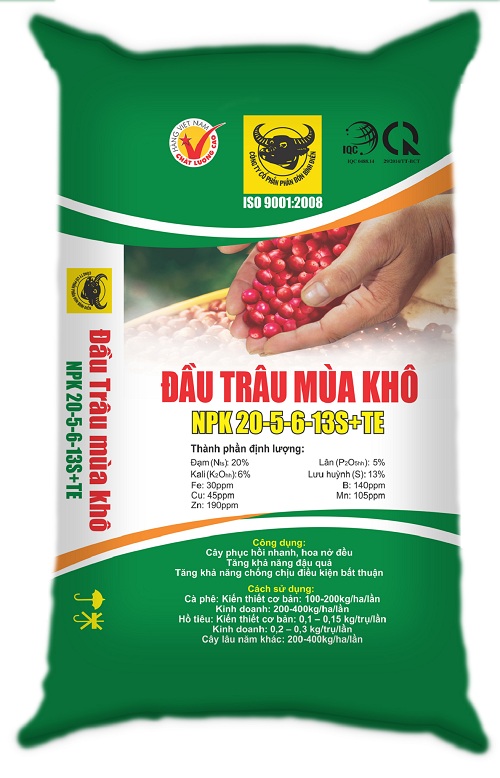 HÀNG VIỆT NAM
CHẤT LƯỢNG CAO
CÔNG TY CỔ PHẦN PHÂN BÓN BÌNH ĐIỀN
ISO 9001:2008
IQC
ĐẦU TRÂU MÙA KHÔ
NPK 20-5-6-13S+TE
Thành phần định lượng:
Đạm (Nts): 20% Lân (P2O5hh): 5%
Kali (K2Ohh): 6% Lưu huỳnh (S): 13%
Fe: 30ppm B: 140ppm
Cu: 45ppm Mn: 105ppm
Zn: 190ppm
Công dụng:
Cây phục hồi nhanh, hoa nở đều
Tăng khả năng đậu quả
Tăng khả năng chống chịu điều kiện bất thuận
Cách sử dụng:
Cà phê: Kiến thiết cơ bản: 100-200kg/ha/lần
Kinh doanh: 200-400kg/ha/lần
Hồ tiêu: Kiến thiết cơ bản: 0,1 – 0,15 kg/trụ/lần
Kinh doanh: 0,2 – 0,3 kg/trụ/lần
Cây lâu năm khác: 200-400kg/ha/lần
Đầu Trâu mùa khô
NPK 20-5-6-13S+TE